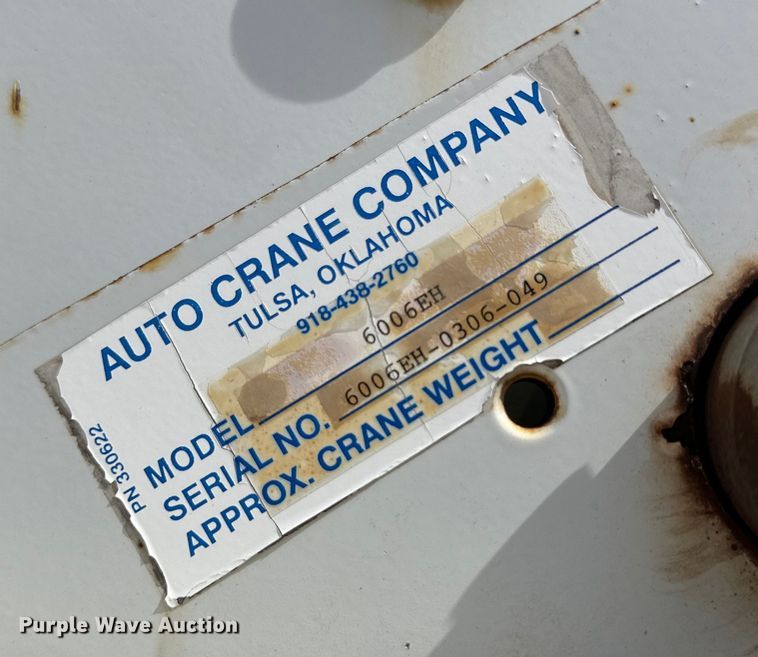 AUTO CRANE COMPANY
TULSA, OKLAHOMA
918-438-2760
MODEL 6006EH
SERIAL NO. 6006EH-0306-049
APPROX. CRANE WEIGHT
PN 330622
Purple Wave Auction